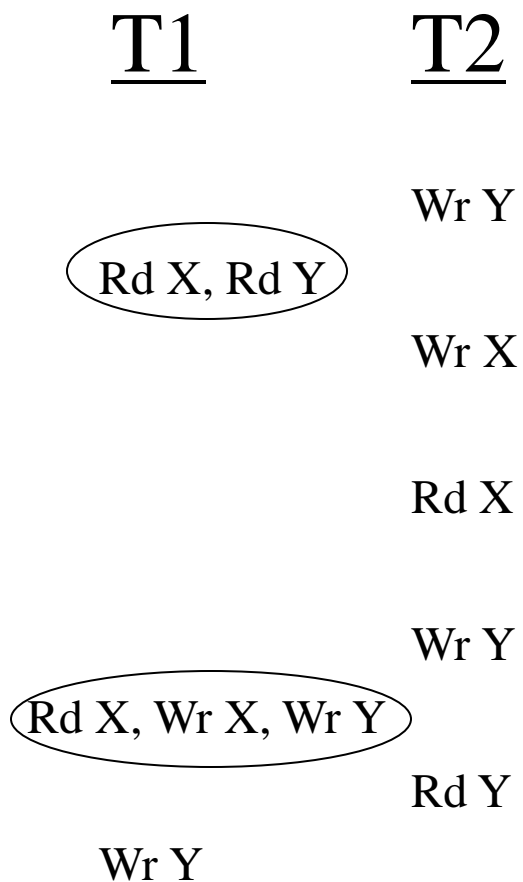 T1 T2
Wr Y
Rd X, Rd Y
Wr X
Rd X
Wr Y
Rd X, Wr X, Wr Y
Rd Y
Wr Y